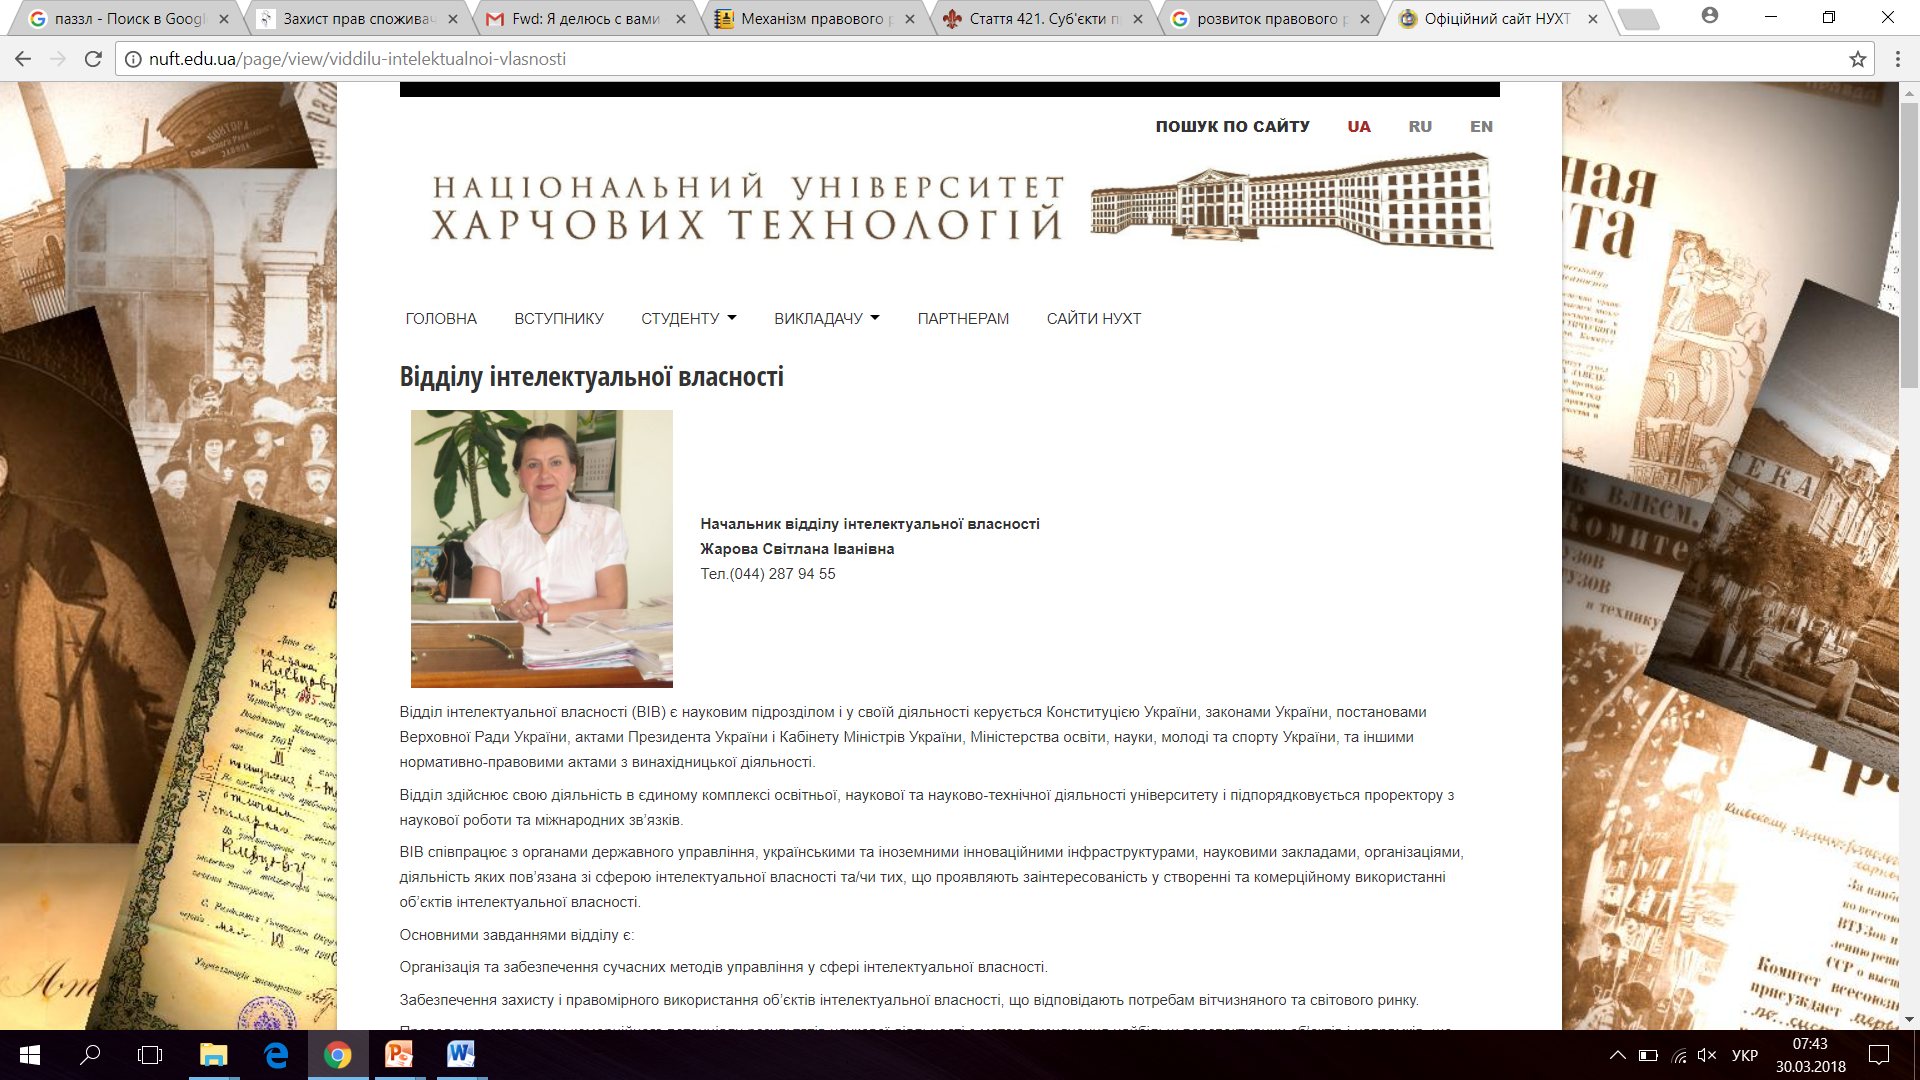 пазл - Поиск в Google
Захист прав споживач
Fwd: Я делюсь с вами
Механізм правового р
Стаття 421. Суб'єкти п
розвиток правового р
Офіційний сайт НУХТ
nuft.edu.ua/page/view/viddilu-intelektualnoi-vlasnosti
ПОШУК ПО САЙТУ UA RU EN
НАЦІОНАЛЬНИЙ УНІВЕРСИТЕТ
ХАРЧОВИХ ТЕХНОЛОГІЙ
ГОЛОВНА ВСТУПНИКУ СТУДЕНТУ ВИКЛАДАЧУ ПАРТНЕРАМ САЙТИ НУХТ
Відділу інтелектуальної власності
Начальник відділу інтелектуальної власності
Жарова Світлана Іванівна
Тел.(044) 287 94 55
Відділ інтелектуальної власності (ВІВ) є науковим підрозділом і у своїй діяльності керується Конституцією України, законами України, постановами
Верховної Ради України, актами Президента України і Кабінету Міністрів України, Міністерства освіти, науки, молоді та спорту України, та іншими
нормативно-правовими актами з винахідницької діяльності.
Відділ здійснює свою діяльність в єдиному комплексі освітньої, наукової та науково-технічної діяльності університету і підпорядковується проректору з
наукової роботи та міжнародних зв’язків.
ВІВ співпрацює з органами державного управління, українськими та іноземними інноваційними інфраструктурами, науковими закладами, організаціями,
діяльність яких пов’язана зі сферою інтелектуальної власності та/чи тих, що проявляють заінтересованість у створенні та комерційному використанні
об’єктів інтелектуальної власності.
Основними завданнями відділу є:
Організація та забезпечення сучасних методів управління у сфері інтелектуальної власності.
Забезпечення захисту і правомірного використання об’єктів інтелектуальної власності, що відповідають потребам вітчизняного та світового ринку.
УКР
07:43
30.03.2018